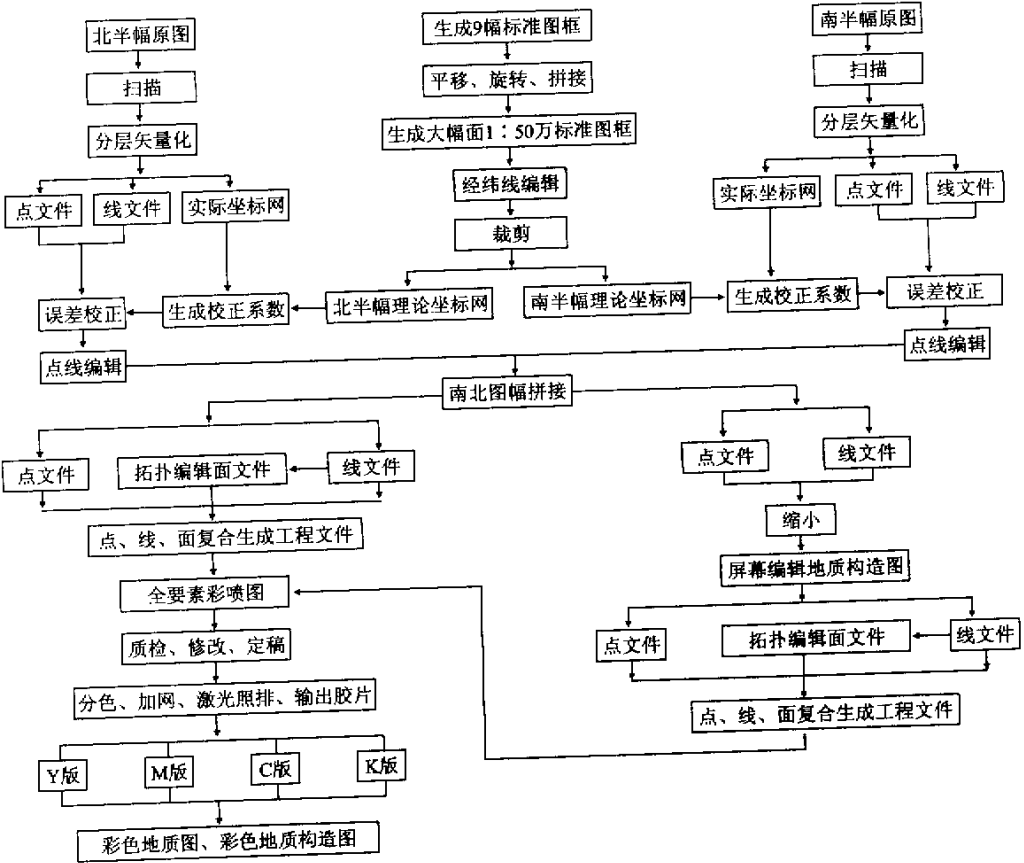 北半幅原图
生成9幅标准图框
南半幅原图
扫描
平移、旋转、拼接
扫描
分层矢量化
生成大幅面1∶50万标准图框
分层矢量化
点文件
线文件
实际坐标网
经纬线编辑
实际坐标网
点文件
线文件
裁剪
误差校正
生成校正系数
北半幅理论坐标网
南半幅理论坐标网
生成校正系数
误差校正
点线编辑
点线编辑
南北图幅拼接
点文件
拓扑编辑面文件
线文件
点文件
线文件
点、线、面复合生成工程文件
缩小
全要素彩喷图
屏幕编辑地质构造图
质检、修改、定稿
点文件
拓扑编辑面文件
线文件
分色、加网、激光照排、输出胶片
点、线、面复合生成工程文件
Y版
M版
C版
K版
彩色地质图、彩色地质构造图